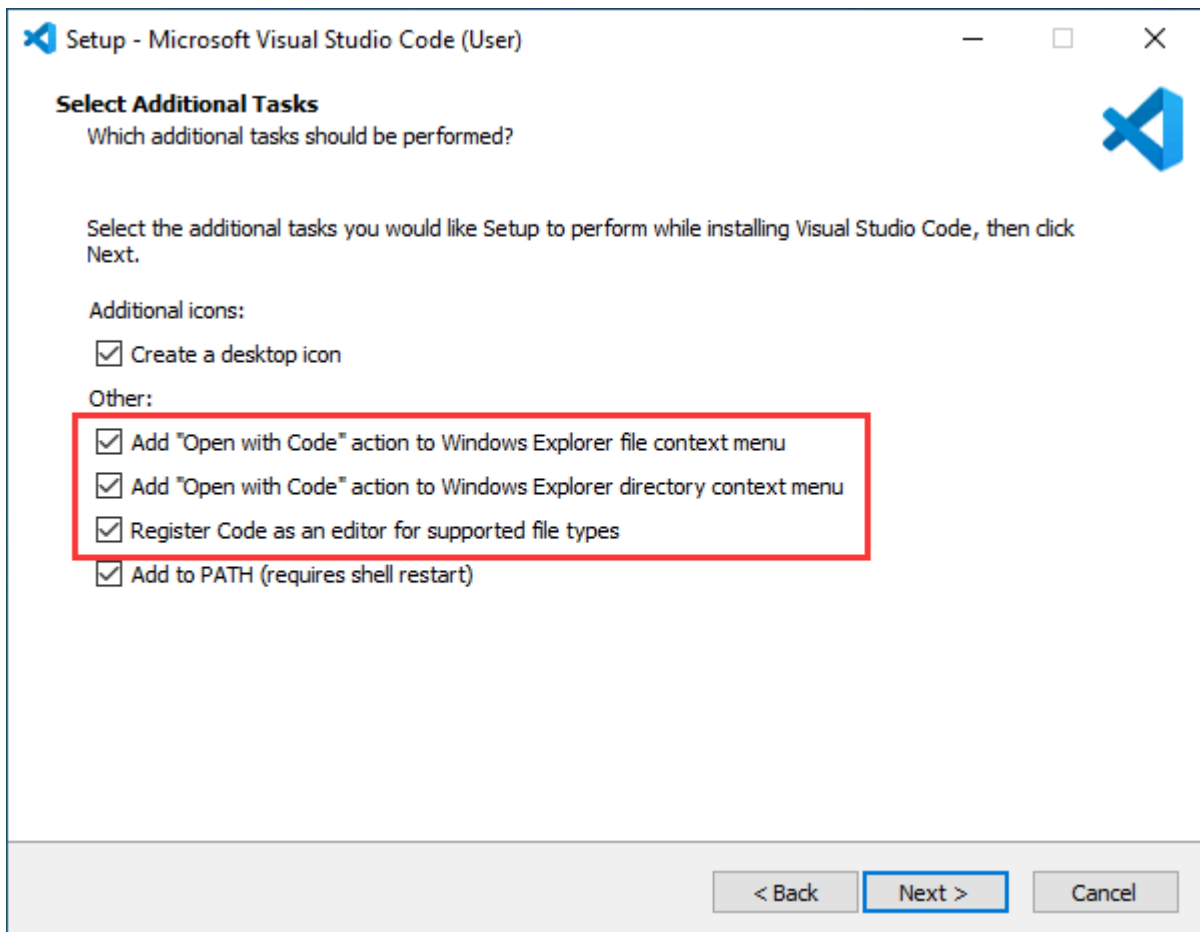 Setup - Microsoft Visual Studio Code (User)
Select Additional Tasks
Which additional tasks should be performed?
Select the additional tasks you would like Setup to perform while installing Visual Studio Code, then click
Next.
Additional icons:
Create a desktop icon
Other:
Add "Open with Code" action to Windows Explorer file context menu
Add "Open with Code" action to Windows Explorer directory context menu
Register Code as an editor for supported file types
Add to PATH (requires shell restart)
< Back Next > Cancel